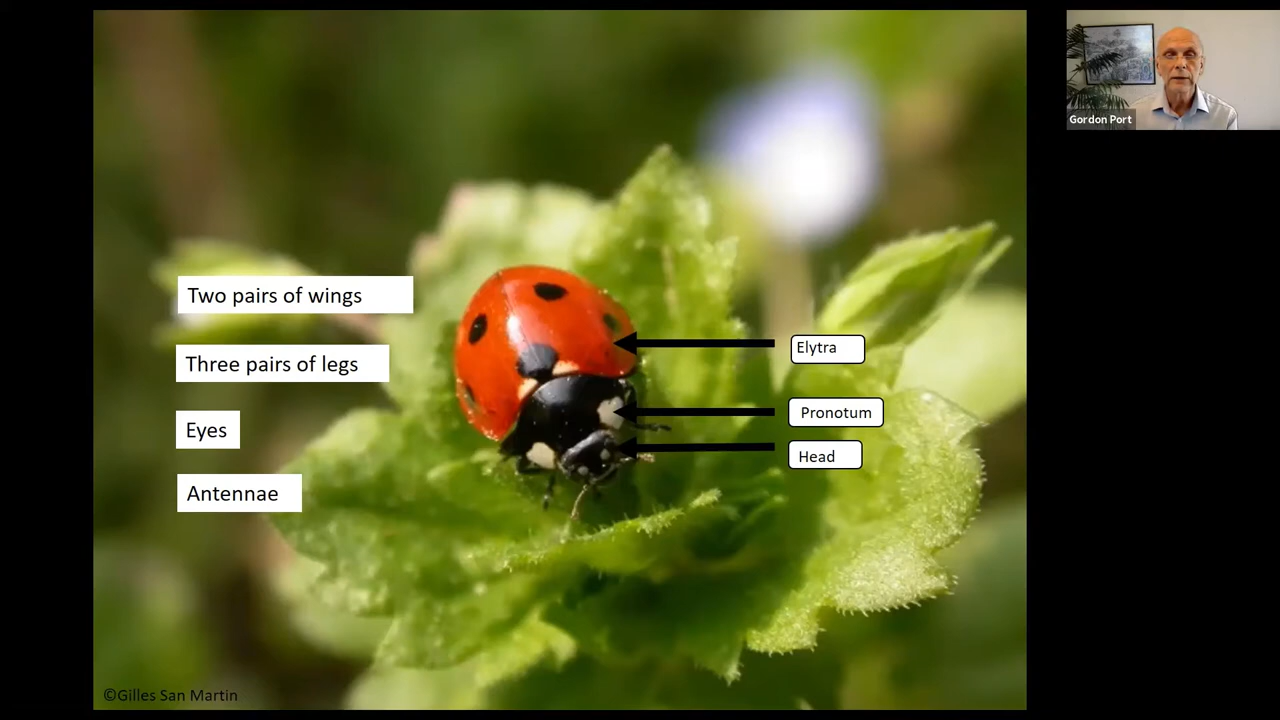 Gordon Port
Two pairs of wings
Three pairs of legs
Eyes
Antennae
Elytra
Pronotum
Head
©Gilles San Martin